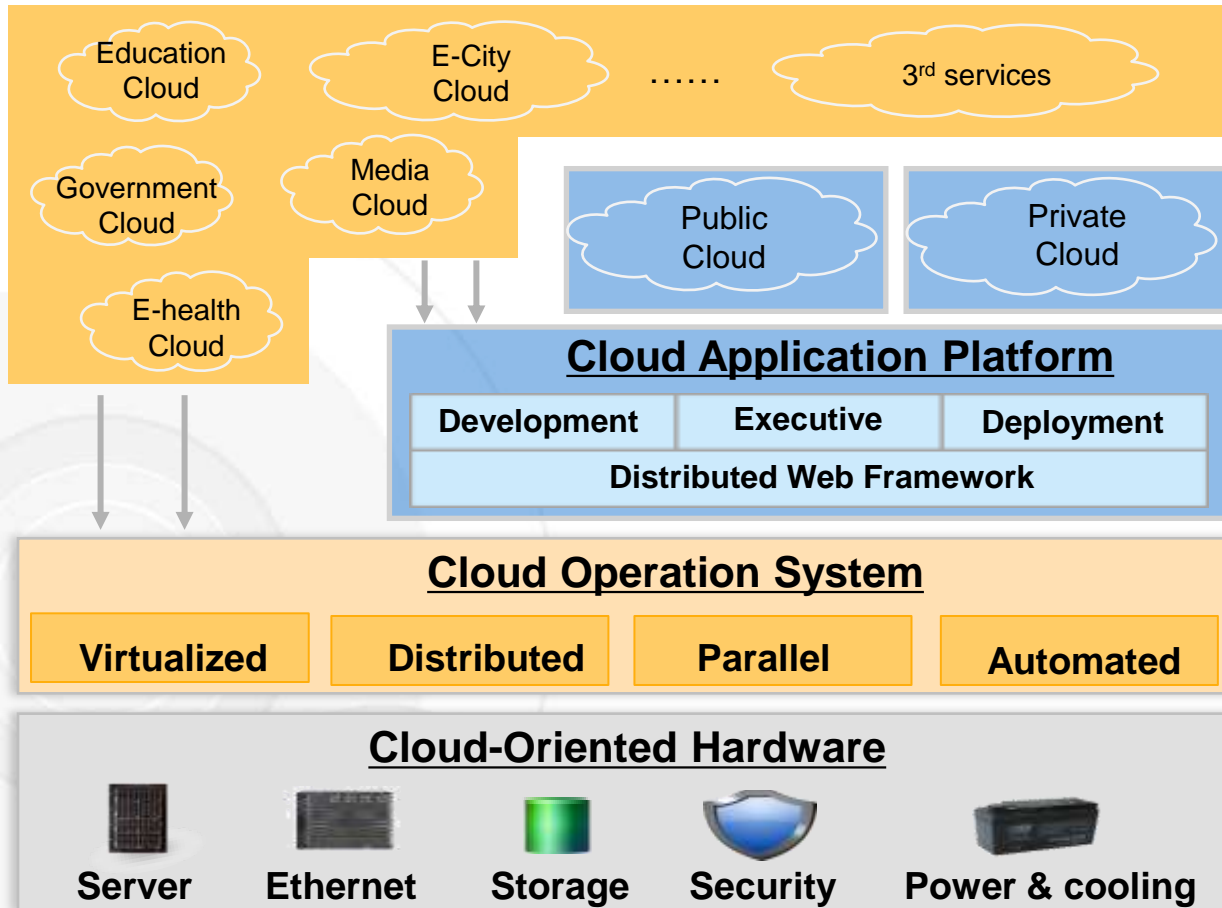 Education
Cloud
E-City
Cloud
......
3rd services
Government
Cloud
Media
Cloud
Public
Cloud
Private
Cloud
E-health
Cloud
Cloud Application Platform
Development
Executive
Deployment
Distributed Web Framework
Cloud Operation System
Virtualized
Distributed
Parallel
Automated
Cloud-Oriented Hardware
Server
Ethernet
Storage
Security
Power & cooling